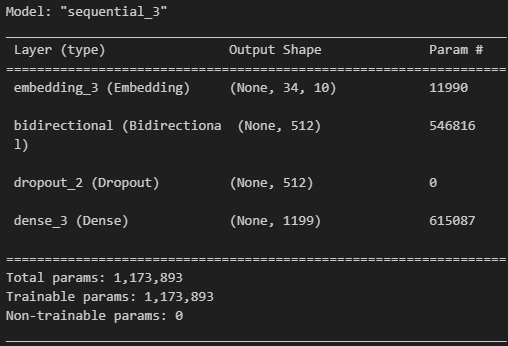 Model: "sequential_3"
_________________________________________________________________
Layer (type) Output Shape Param #
=================================================================
embedding_3 (Embedding) (None, 34, 10) 11990
bidirectional (Bidirectiona (None, 512) 546816
l)
dropout_2 (Dropout) (None, 512) 0
dense_3 (Dense) (None, 1199) 615087
=================================================================
Total params: 1,173,893
Trainable params: 1,173,893
Non-trainable params: 0
_________________________________________________________________